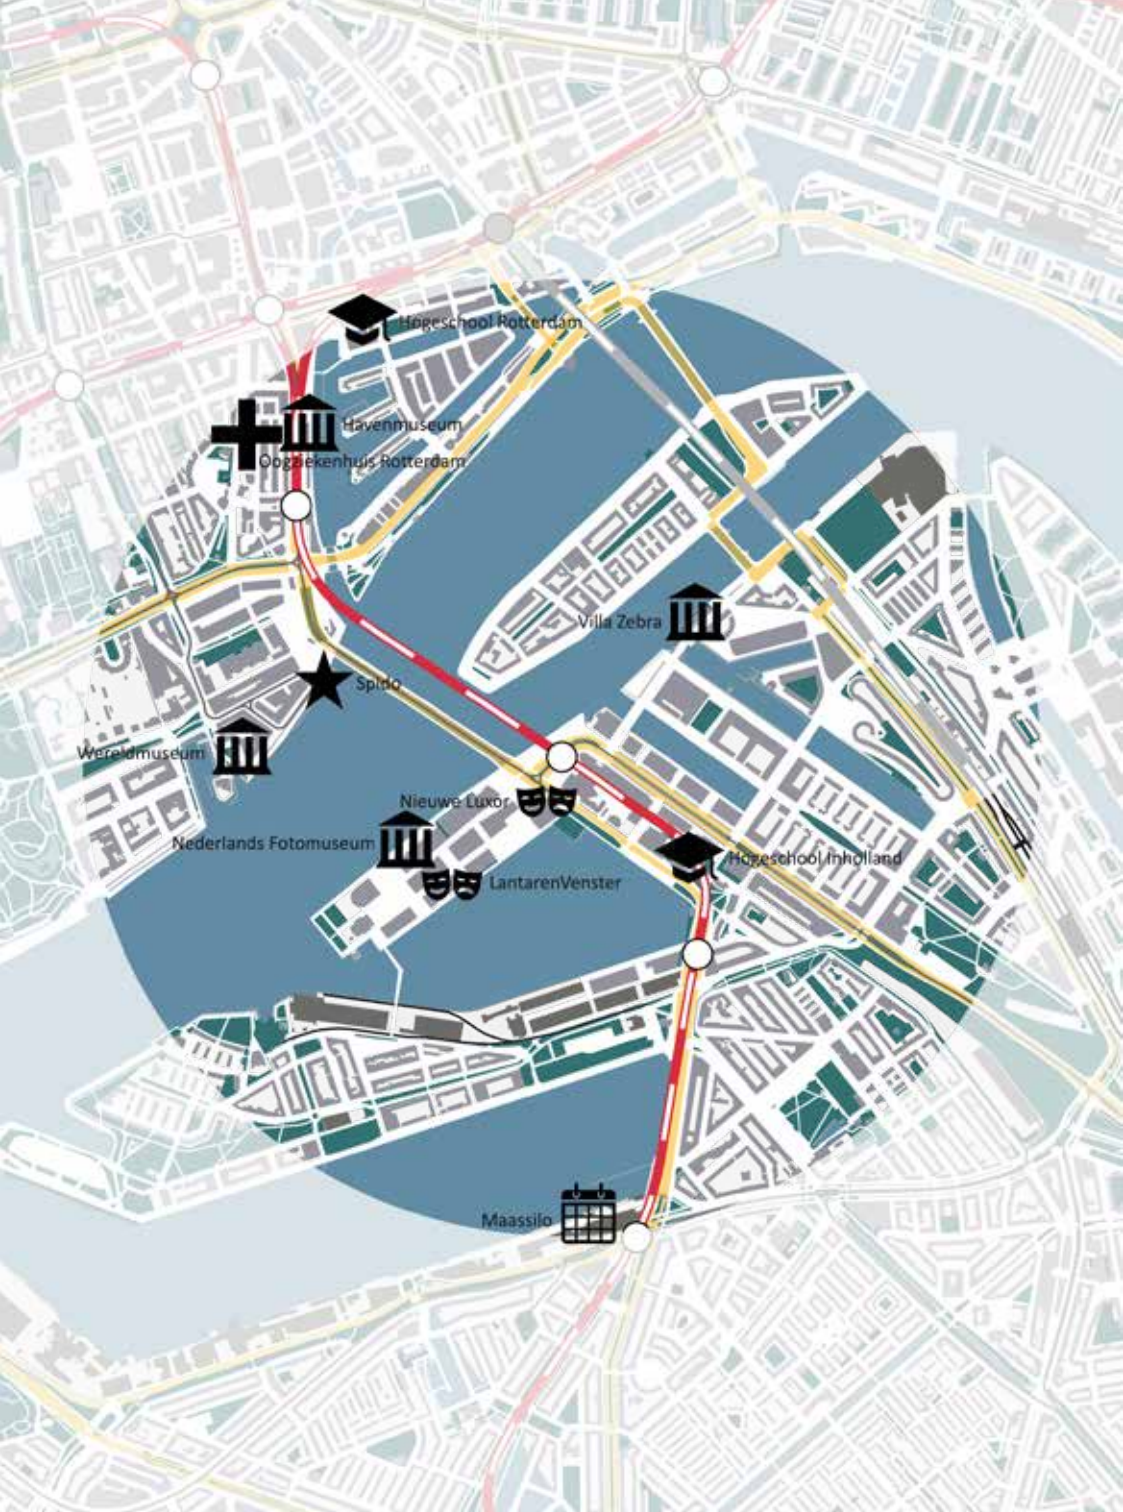 Hogeschool Rotterdam
Havenmuseum
Oogziekenhuis Rotterdam
Villa Zebra
Spido
Wereldmuseum
Nieuwe Luxor
Nederlands Fotomuseum
Hogeschool Inholland
LantarenVenster
Maassilo